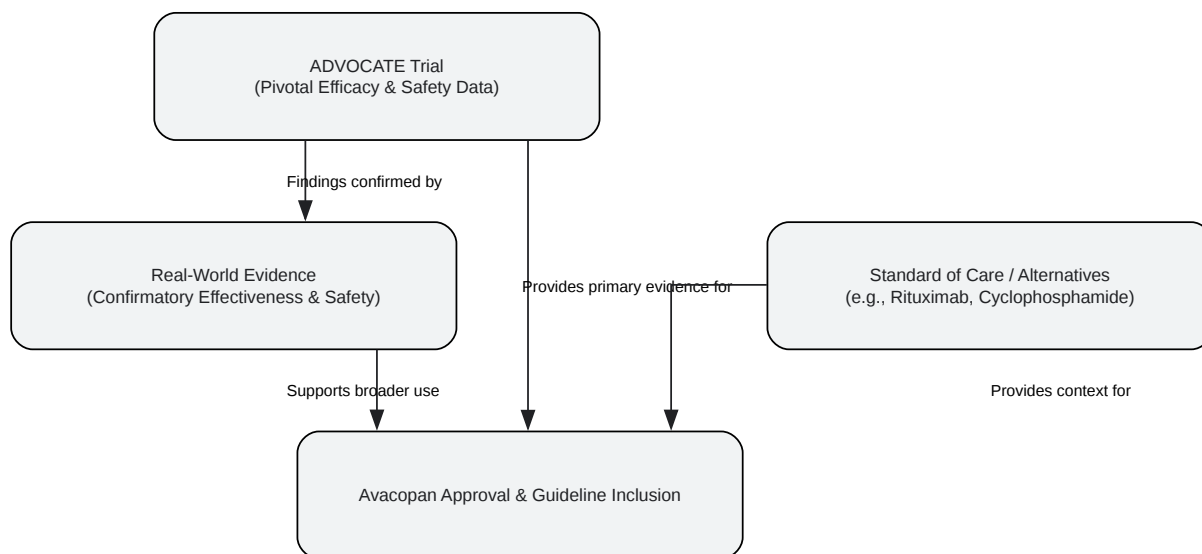 ADVOCATE Trial
(Pivotal Efficacy & Safety Data)
Findings confirmed by
Real-World Evidence
(Confirmatory Effectiveness & Safety)
Provides primary evidence for
Standard of Care / Alternatives
(e.g., Rituximab, Cyclophosphamide)
Supports broader use
Provides context for
Avacopan Approval & Guideline Inclusion